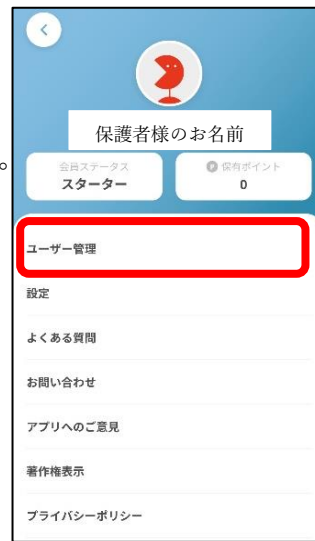 保護者様のお名前
。
会員ステータス
スターター
P 保有ポイント
0
ユーザー管理
設定
よくある質問
お問い合わせ
アプリへのご意見
著作権表示
プライバシーポリシー